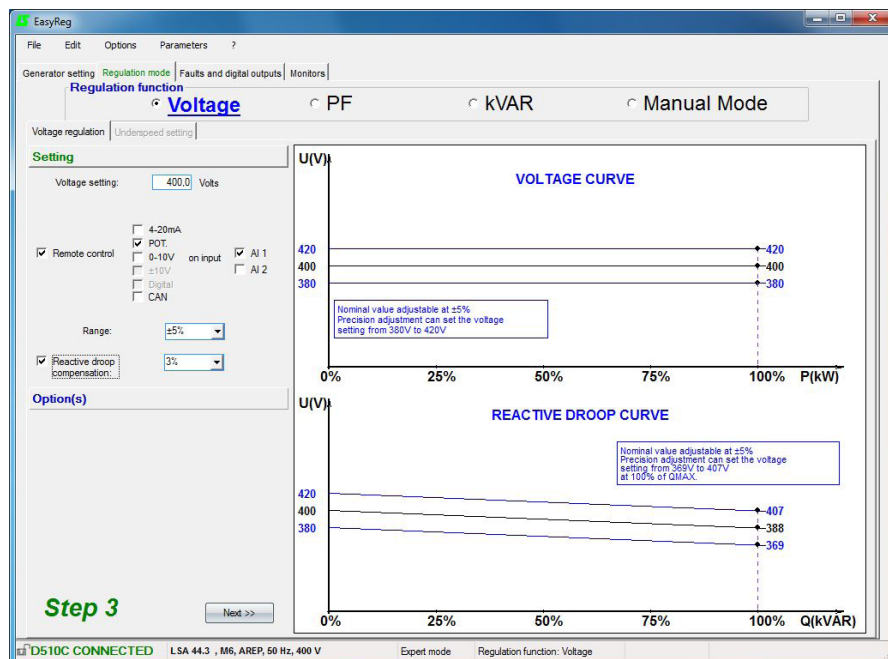 EasyReg
File Edit Options Parameters ?
Generator setting Regulation mode Faults and digital outputs Monitors
Regulation function
Voltage PF kVAR Manual Mode
Voltage regulation Underspeed setting
Setting
Voltage setting: 400,0 Volts
4-20mA
POT.
Remote control 0-10V on input AI 1
±10V AI 2
Digital
CAN
Range: ±5%
Reactive droop compensation: 3%
Option(s)
Step 3
Next >>
U(V)
VOLTAGE CURVE
420 420
400 400
380 380
Nominal value adjustable at ±5%
Precision adjustment can set the voltage
setting from 380V to 420V
0% 25% 50% 75% 100% P(kW)
U(V)
REACTIVE DROOP CURVE
Nominal value adjustable at ±5%
Precision adjustment can set the voltage
setting from 369V to 407V
at 100% of QMAX.
420 407
400 388
380 369
0% 25% 50% 75% 100% Q(kVAR)
D510C CONNECTED LSA 44.3 , M6, AREP, 50 Hz, 400 V Expert mode Regulation function: Voltage